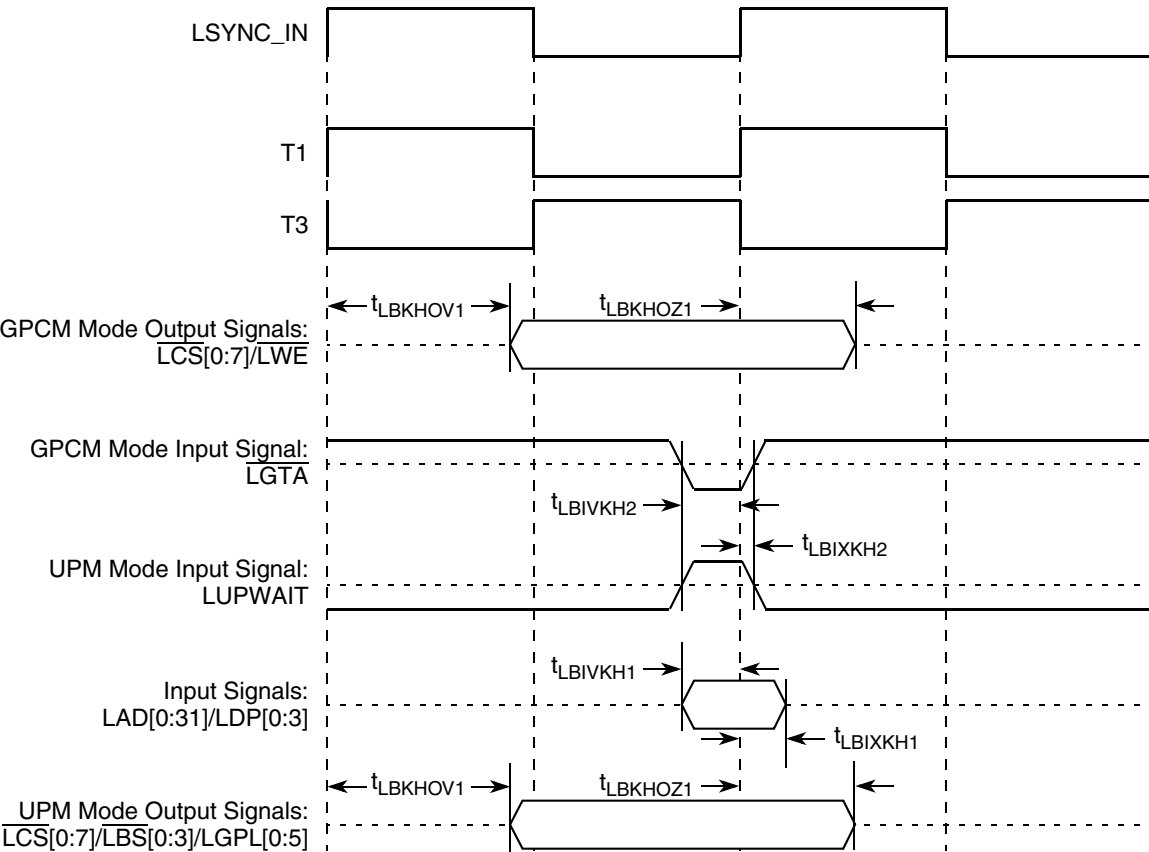 LSYNC_IN
T1
T3
tLBKHOV1
tLBKHOZ1
GPCM Mode Output Signals:
LCS[0:7]/LWE
GPCM Mode Input Signal:
LGTA
tLBIVKH2
tLBIXKH2
UPM Mode Input Signal:
LUPWAIT
tLBIVKH1
Input Signals:
LAD[0:31]/LDP[0:3]
tLBIXKH1
tLBKHOV1
tLBKHOZ1
UPM Mode Output Signals:
LCS[0:7]/LBS[0:3]/LGPL[0:5]